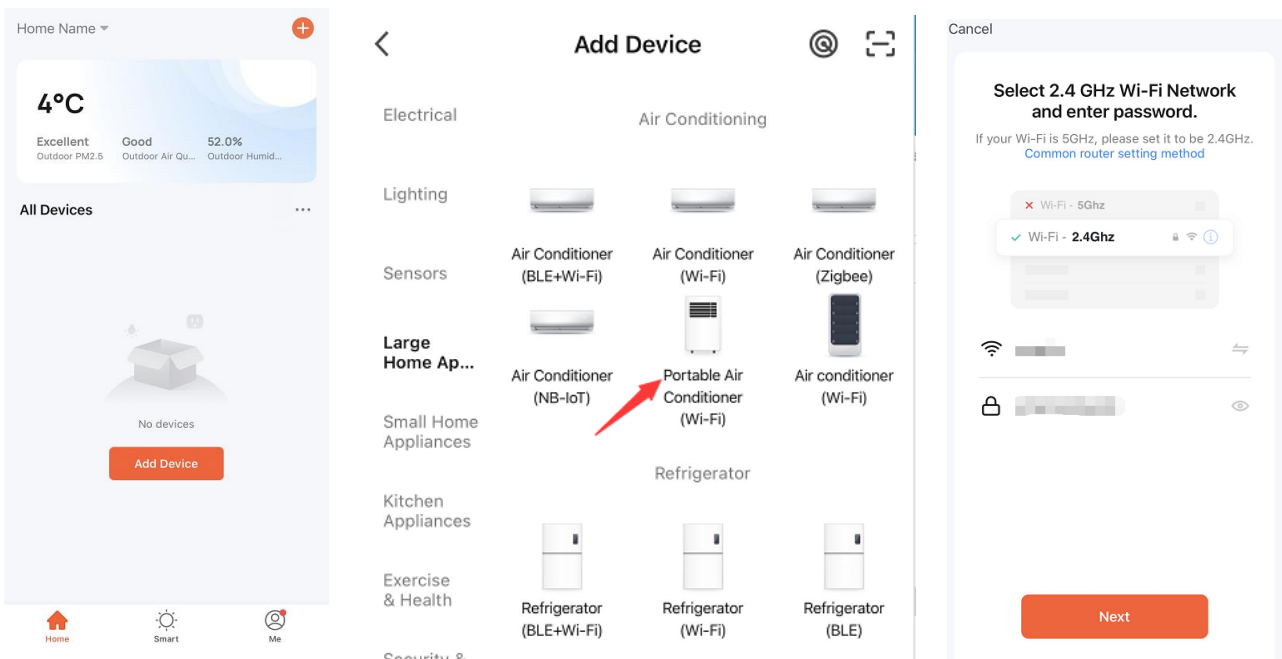 Home Name
4°C
Excellent Good 52.0%
Outdoor PM2.5 Outdoor Air Qu... Outdoor Humid...
All Devices
No devices
Add Device
Home Smart Me
Add Device
Electrical
Lighting
Sensors
Large
Home Ap...
Small Home
Appliances
Kitchen
Appliances
Exercise
& Health
Security &
Air Conditioning
Air Conditioner Air Conditioner Air Conditioner
(BLE+Wi-Fi) (Wi-Fi) (Zigbee)
Air Conditioner Portable Air Air conditioner
(NB-IoT) Conditioner (Wi-Fi)
(Wi-Fi)
Refrigerator
Refrigerator Refrigerator Refrigerator
(BLE+Wi-Fi) (Wi-Fi) (BLE)
Cancel
Select 2.4 GHz Wi-Fi Network
and enter password.
If your Wi-Fi is 5GHz, please set it to be 2.4GHz.
Common router setting method
Wi-Fi - 5Ghz
Wi-Fi - 2.4Ghz
Next